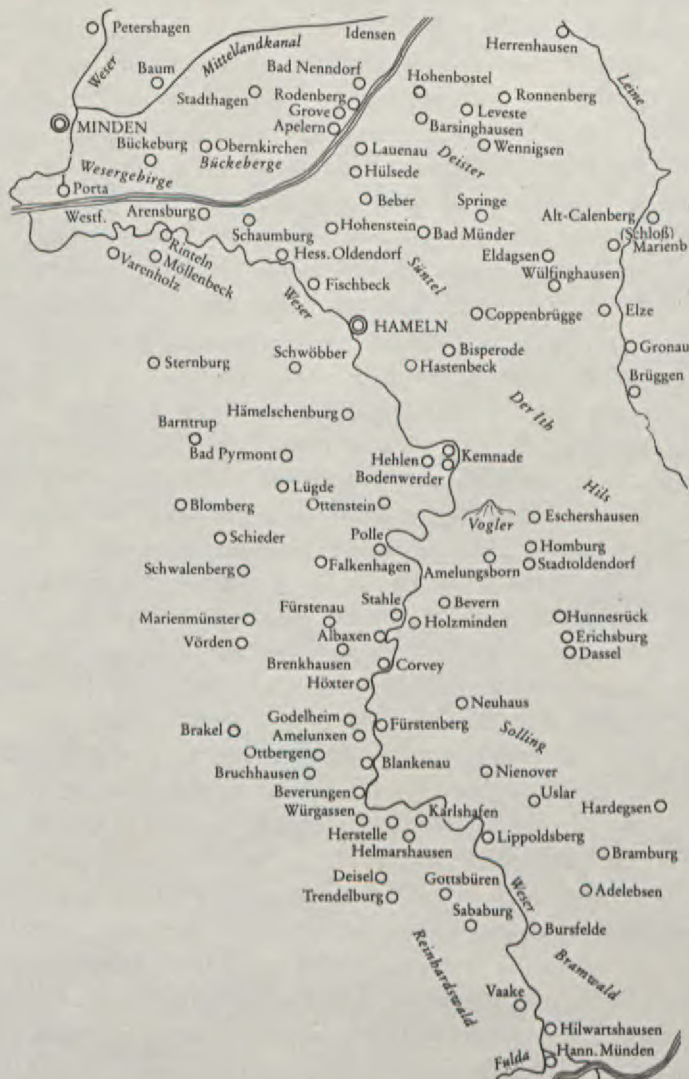 Petershagen
Idensen
Herrenhausen
Weser
Mittellandkanal
Leine
Baum
Bad Nenndorf
Hohenbostel
Stadthagen
Rodenberg
Ronnenberg
Grove
Leveste
MINDEN
Apelern
Barsinghausen
Bückeburg
Obernkirchen
Lauenau
Deister
Wennigsen
Wesergebirge
Bückeberge
Hülsede
Porta
Beber
Springe
Westf.
Arensburg
Alt-Calenberg
Schaumburg
Hohenstein
Bad Münder
(Schloß)
Marienb
Rinteln
Hess. Oldendorf
Eldagsen
Varenholz
Möllenbeck
Süntel
Wülfinghausen
Fischbeck
Weser
Coppenbrügge
Elze
HAMELN
Schwöbber
Bisperode
Gronau
Sternburg
Hastenbeck
Brüggen
Hämelschenburg
Der Ith
Barntrup
Bad Pyrmont
Hehlen
Kemnade
Bodenwerder
Lügde
Hils
Blomberg
Ottenstein
Vogler
Eschershausen
Schieder
Polle
Homburg
Schwalenberg
Falkenhagen
Amelungsborn
Stadtoldendorf
Stahle
Bevern
Marienmünster
Fürstenau
Holzminden
Hunnesrück
Vörden
Albaxen
Erichsburg
Brenkhausen
Corvey
Dassel
Höxter
Neuhaus
Godelheim
Fürstenberg
Brakel
Amelunxen
Solling
Ottbergen
Blankenau
Bruchhausen
Nienover
Beverungen
Uslar
Würgassen
Karlshafen
Hardegsen
Herstelle
Lippoldsberg
Helmarshausen
Bramburg
Deisel
Gottsbüren
Weser
Trendelburg
Adelebsen
Sababurg
Bursfelde
Reinhardswald
Bramwald
Vaake
Hilwartshausen
Fulda
Hann. Münden